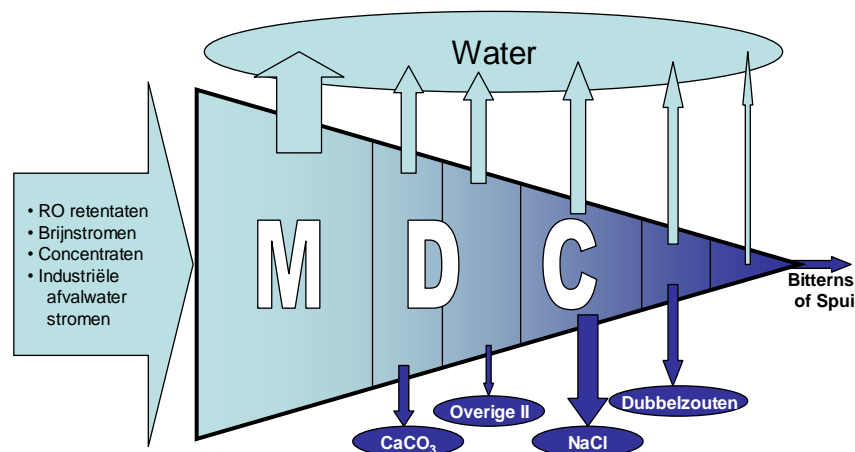 Water
• RO retentaten
• Brijnstromen
• Concentraten
• Industriële
afvalwater
stromen
M D C
Bitterns
of Spui
CaCO₃
Overige II
NaCl
Dubbelzouten